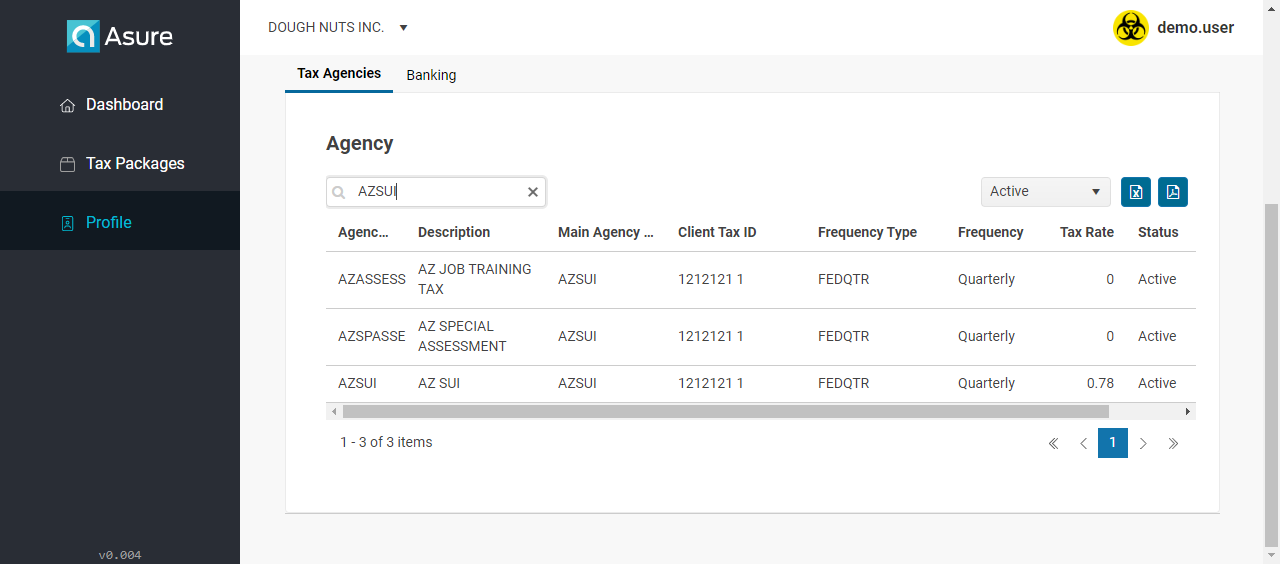 Asure
DOUGH NUTS INC.
demo.user
Dashboard
Tax Packages
Profile
v0.004
Tax Agencies Banking
Agency
AZSUI
Active
Agenc... Description Main Agency ... Client Tax ID Frequency Type Frequency Tax Rate Status
AZASSESS AZ JOB TRAINING TAX AZSUI 1212121 1 FEDQTR Quarterly 0 Active
AZSPASSE AZ SPECIAL ASSESSMENT AZSUI 1212121 1 FEDQTR Quarterly 0 Active
AZSUI AZ SUI AZSUI 1212121 1 FEDQTR Quarterly 0.78 Active
1 - 3 of 3 items
1